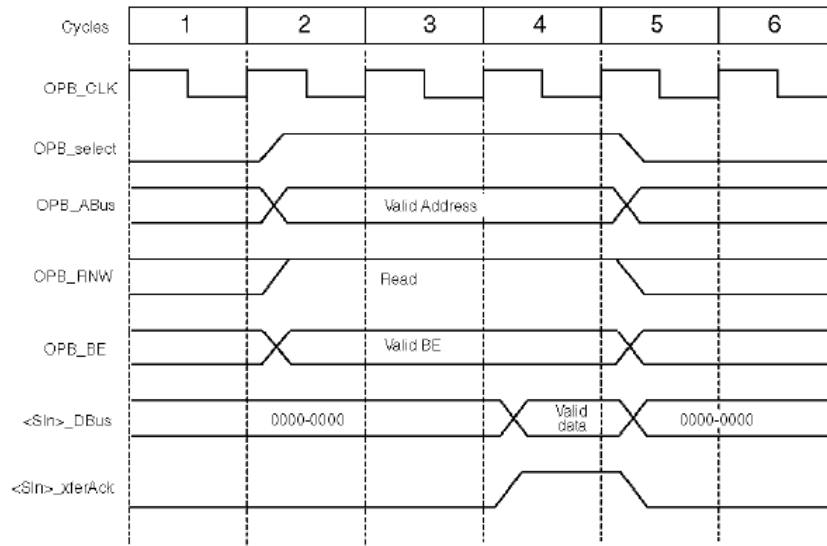 Cycles 1 2 3 4 5 6
OPB_CLK
OPB_select
OPB_ABus Valid Address
OPB_RNW Read
OPB_BE Valid BE
<Sln>_DBus 0000-0000 Valid data 0000-0000
<Sln>_xferAck